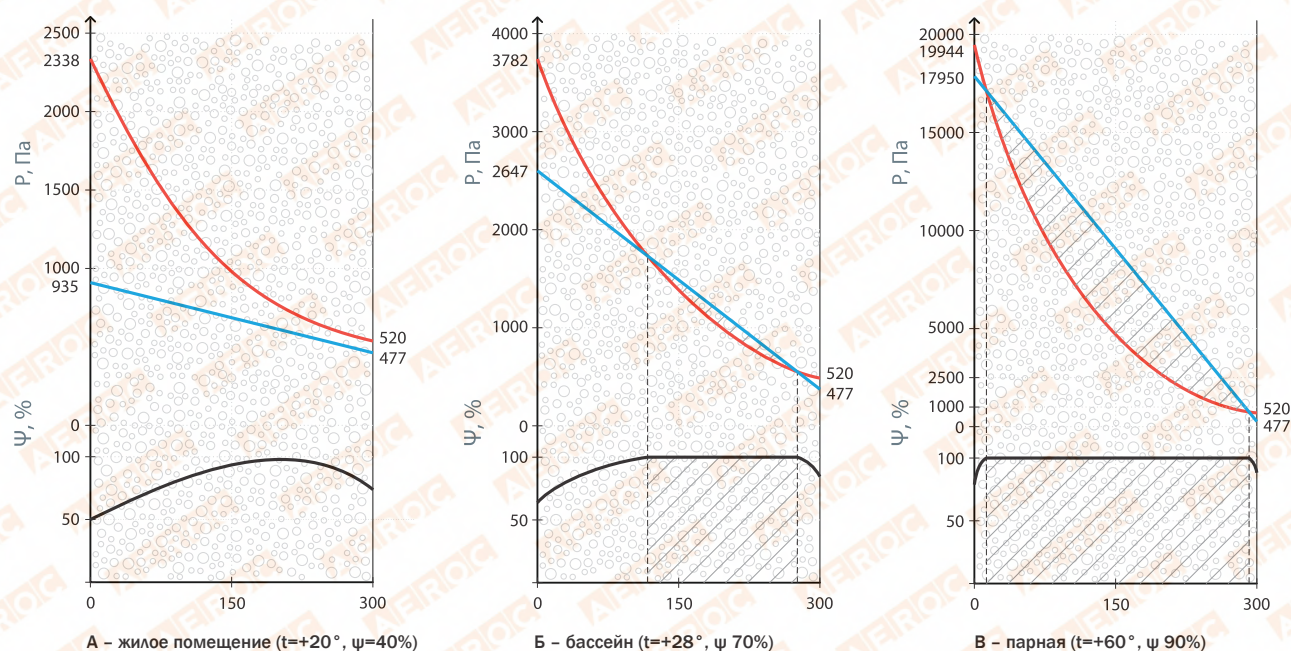 2500
2338
2000
1500
1000
935
0
100
50
P, Па
Ψ, %
520
477
0 150 300
А – жилое помещение (t=+20°, ψ=40%)
4000
3782
3000
2647
2000
1000
0
100
50
P, Па
Ψ, %
520
477
0 150 300
Б – бассейн (t=+28°, ψ 70%)
20000
19944
17950
15000
10000
5000
2500
1000
0
100
50
P, Па
Ψ, %
520
477
0 150 300
В – парная (t=+60°, ψ 90%)
AEROC